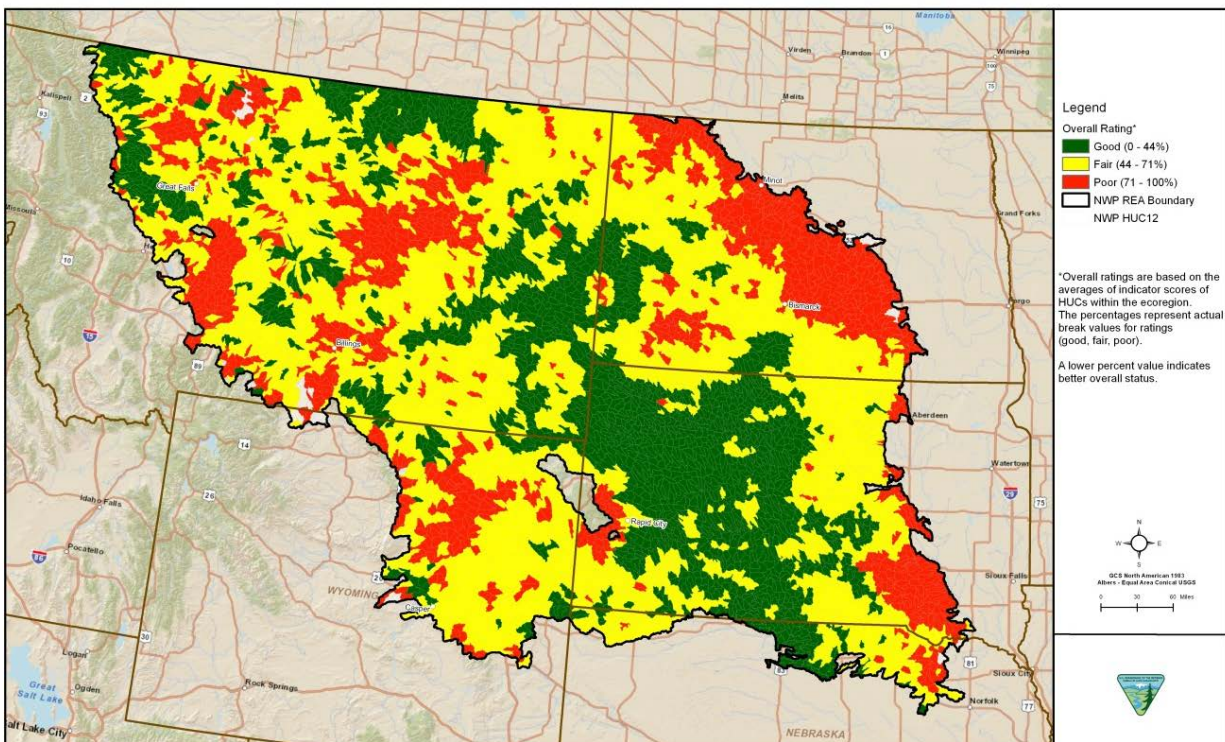 Manitoba
Virden
Brandon
Winnipeg
Melita
Kalispell
Minot
Great Falls
Missoula
Grand Forks
Bismarck
Fargo
Billings
Aberdeen
Watertown
Idaho Falls
Rapid City
Pocatello
Sioux Falls
WYOMING
Casper
Logan
Great
Salt Lake
Ogden
Rock Springs
Sioux City
Norfolk
alt Lake City
NEBRASKA
Legend
Overall Rating*
Good (0 - 44%)
Fair (44 - 71%)
Poor (71 - 100%)
NWP REA Boundary
NWP HUC12
*Overall ratings are based on the
averages of indicator scores of
HUCs within the ecoregion.
The percentages represent actual
break values for ratings
(good, fair, poor).
A lower percent value indicates
better overall status.
N
W
E
S
GCS North American 1983
Albers - Equal Area Conical USGS
0 30 60 Miles